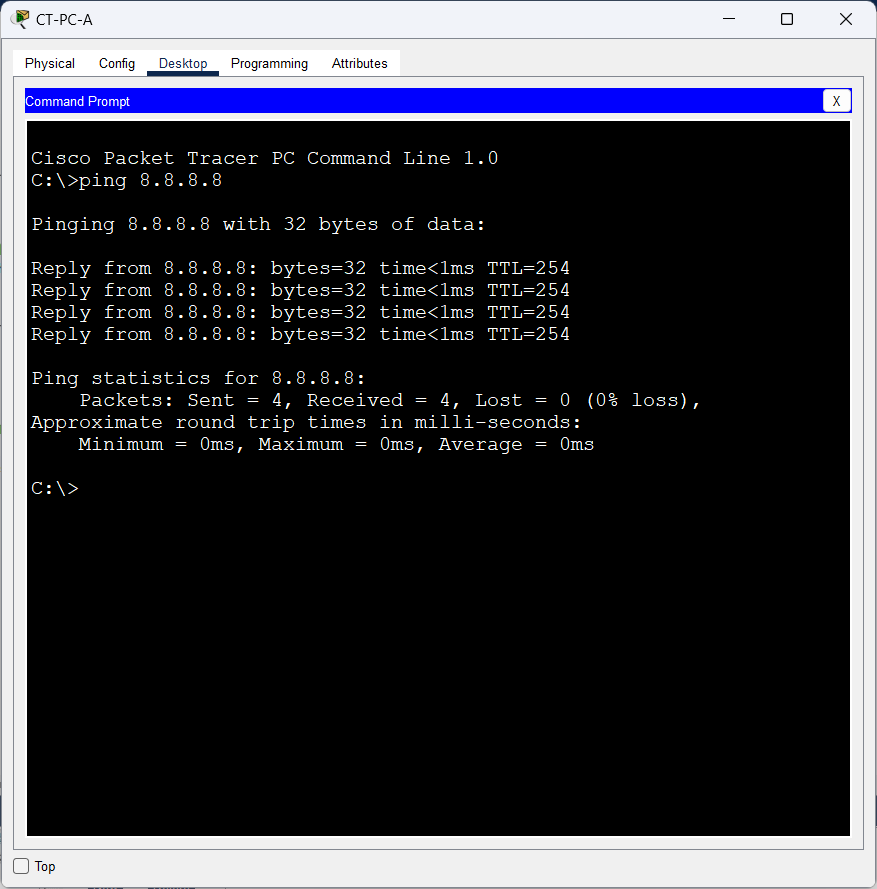 CT-PC-A
Physical Config Desktop Programming Attributes
Command Prompt X
Cisco Packet Tracer PC Command Line 1.0
C:\>ping 8.8.8.8
Pinging 8.8.8.8 with 32 bytes of data:
Reply from 8.8.8.8: bytes=32 time<1ms TTL=254
Reply from 8.8.8.8: bytes=32 time<1ms TTL=254
Reply from 8.8.8.8: bytes=32 time<1ms TTL=254
Reply from 8.8.8.8: bytes=32 time<1ms TTL=254
Ping statistics for 8.8.8.8:
Packets: Sent = 4, Received = 4, Lost = 0 (0% loss),
Approximate round trip times in milli-seconds:
Minimum = 0ms, Maximum = 0ms, Average = 0ms
C:\>
Top